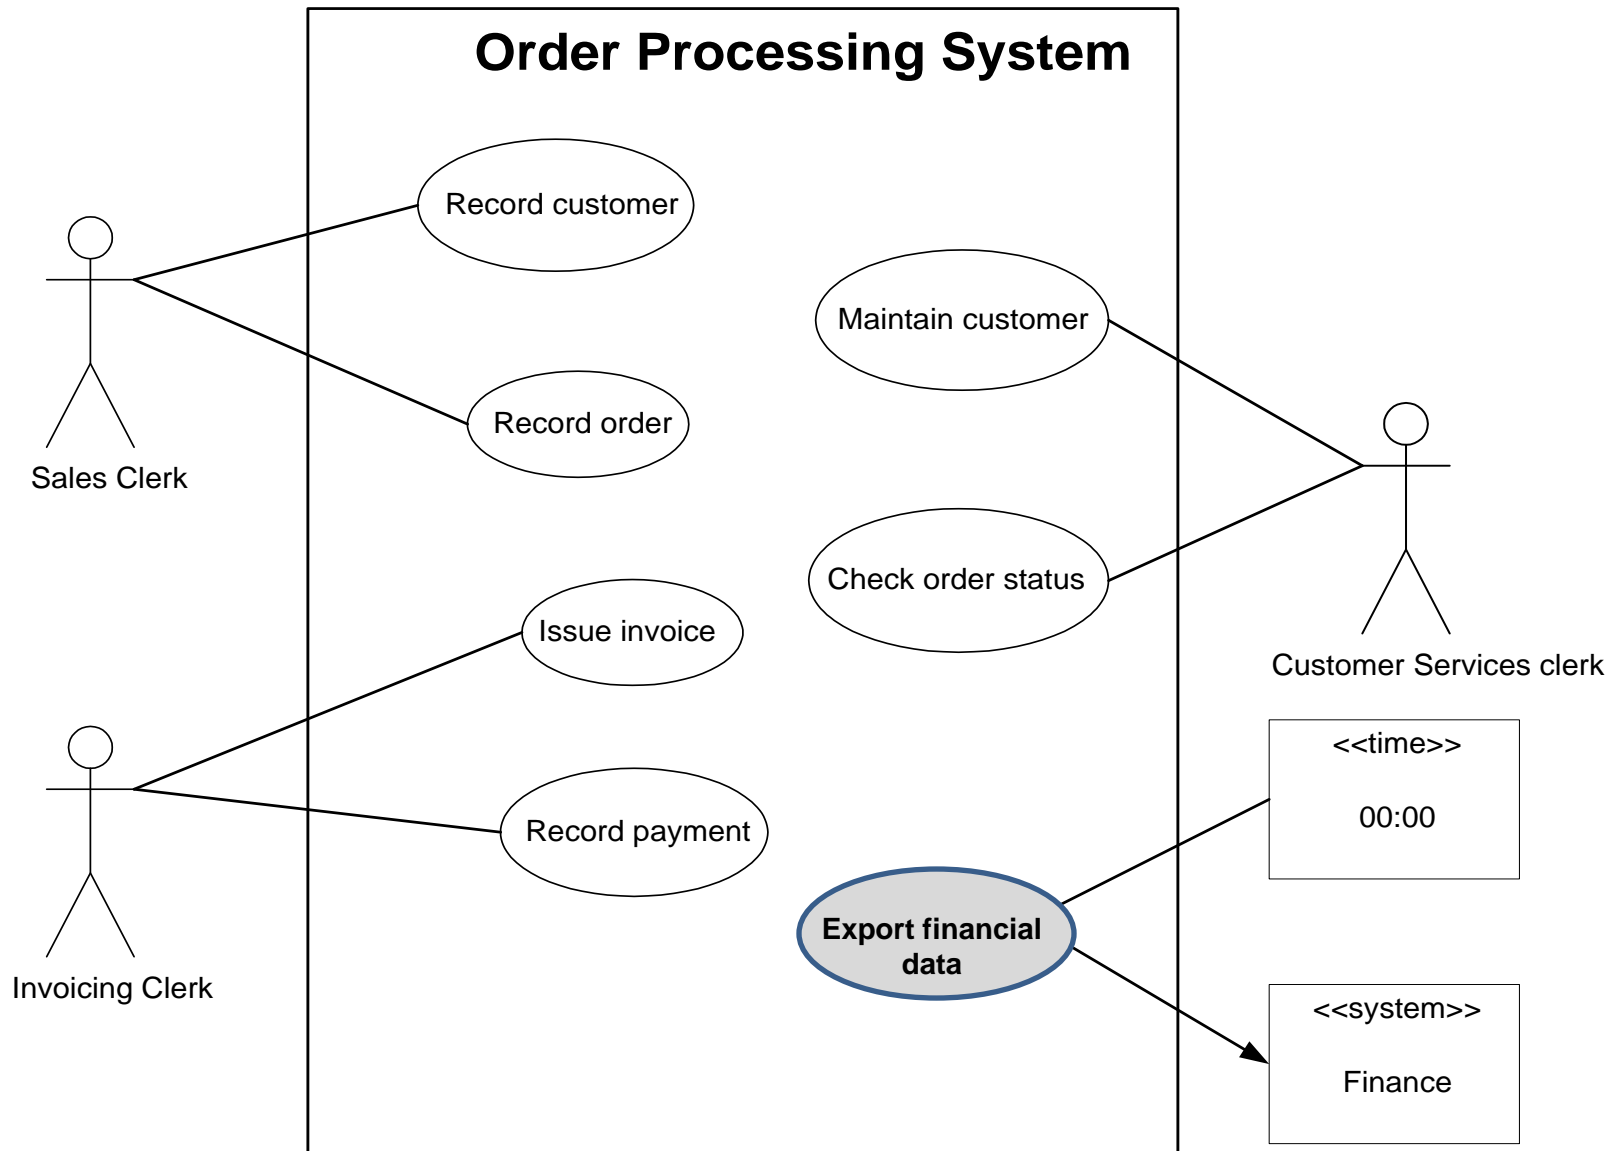 Order Processing System
Record customer
Maintain customer
Record order
Sales Clerk
Check order status
Issue invoice
Customer Services clerk
<<time>>
00:00
Record payment
Export financial
data
Invoicing Clerk
<<system>>
Finance